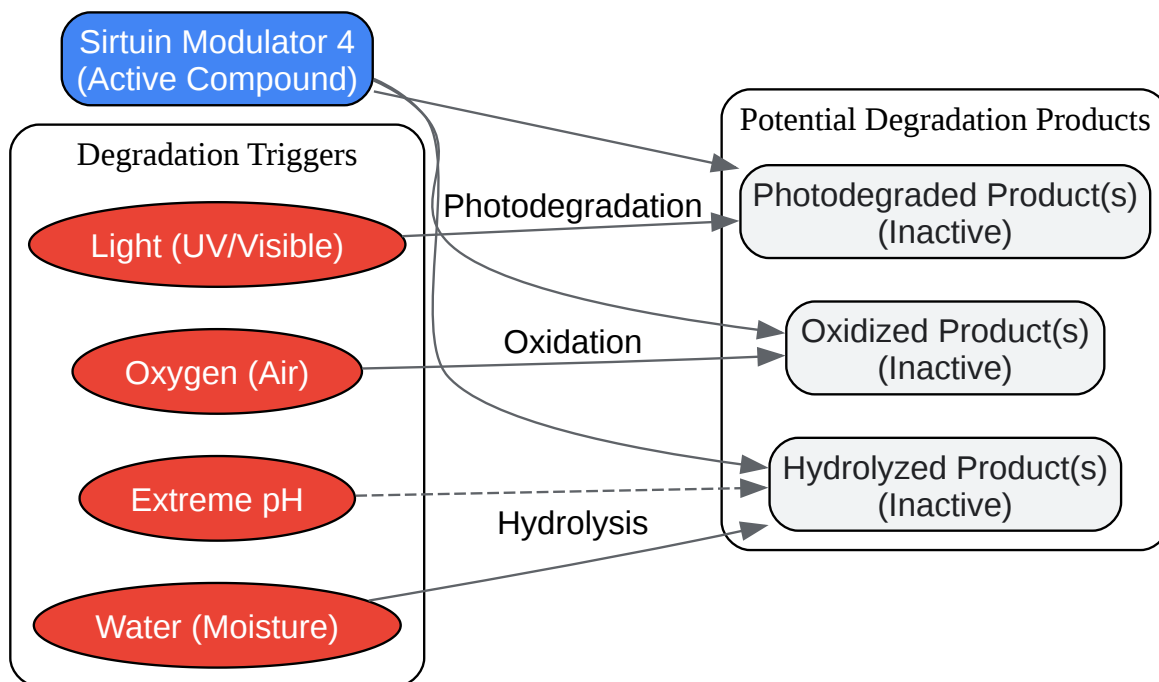 Sirtuin Modulator 4
(Active Compound)
Degradation Triggers
Light (UV/Visible)
Oxygen (Air)
Extreme pH
Water (Moisture)
Photodegradation
Oxidation
Hydrolysis
Potential Degradation Products
Photodegraded Product(s)
(Inactive)
Oxidized Product(s)
(Inactive)
Hydrolyzed Product(s)
(Inactive)